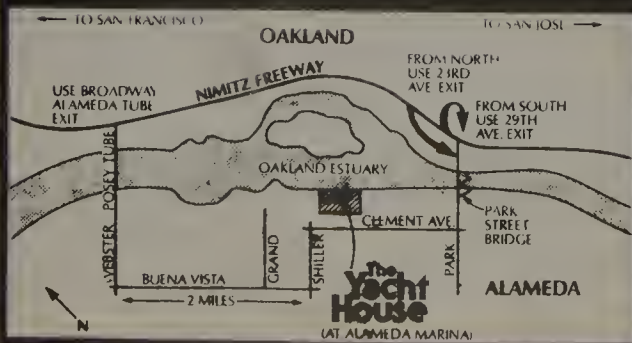 ← TO SAN FRANCISCO
TO SAN JOSE →
OAKLAND
FROM NORTH
USE 23RD
AVE. EXIT
USE BROADWAY
ALAMEDA TUBE
EXIT
NIMITZ FREEWAY
FROM SOUTH
USE 29TH
AVE. EXIT
WEBSTER POSEY TUBE
OAKLAND ESTUARY
PARK
STREET
BRIDGE
CLEMENT AVE.
GRAND
SHILLER
PARK
BUENA VISTA
2 MILES
ALAMEDA
The
Yacht
House
(AT ALAMEDA MARINA)
N